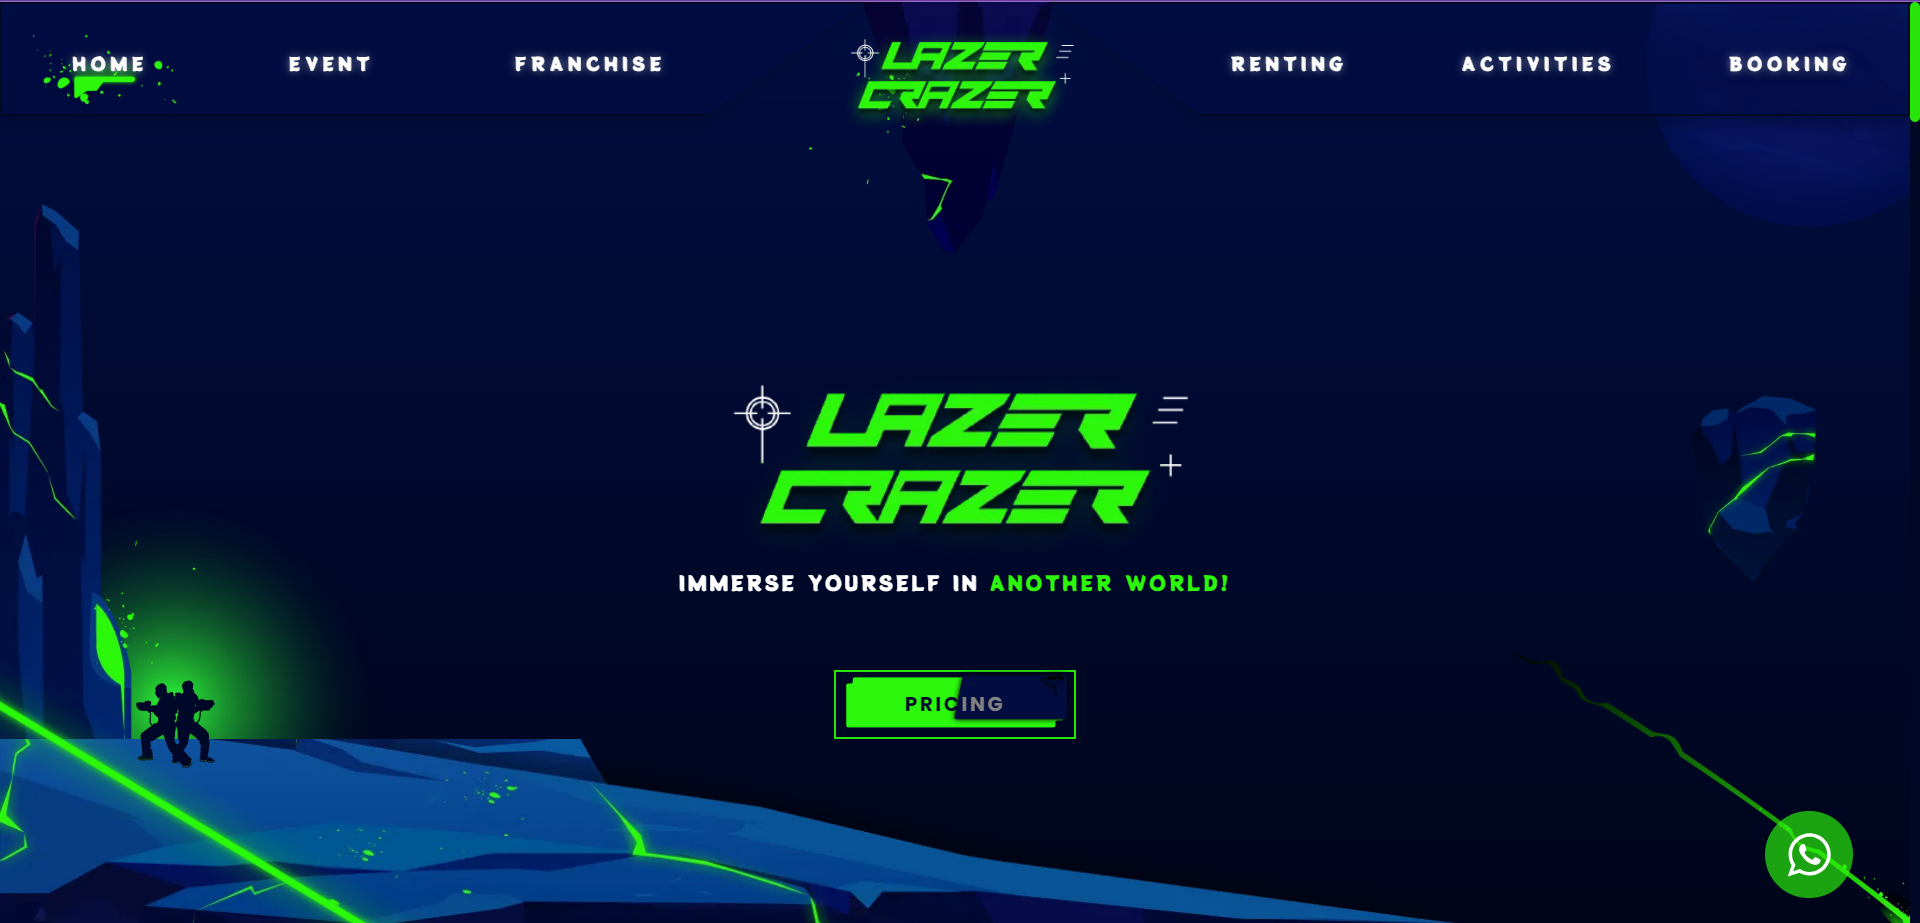 HOME
EVENT
FRANCHISE
LAZER
CRAZER
RENTING
ACTIVITIES
BOOKING
LAZER
CRAZER
IMMERSE YOURSELF IN ANOTHER WORLD!
PRICING